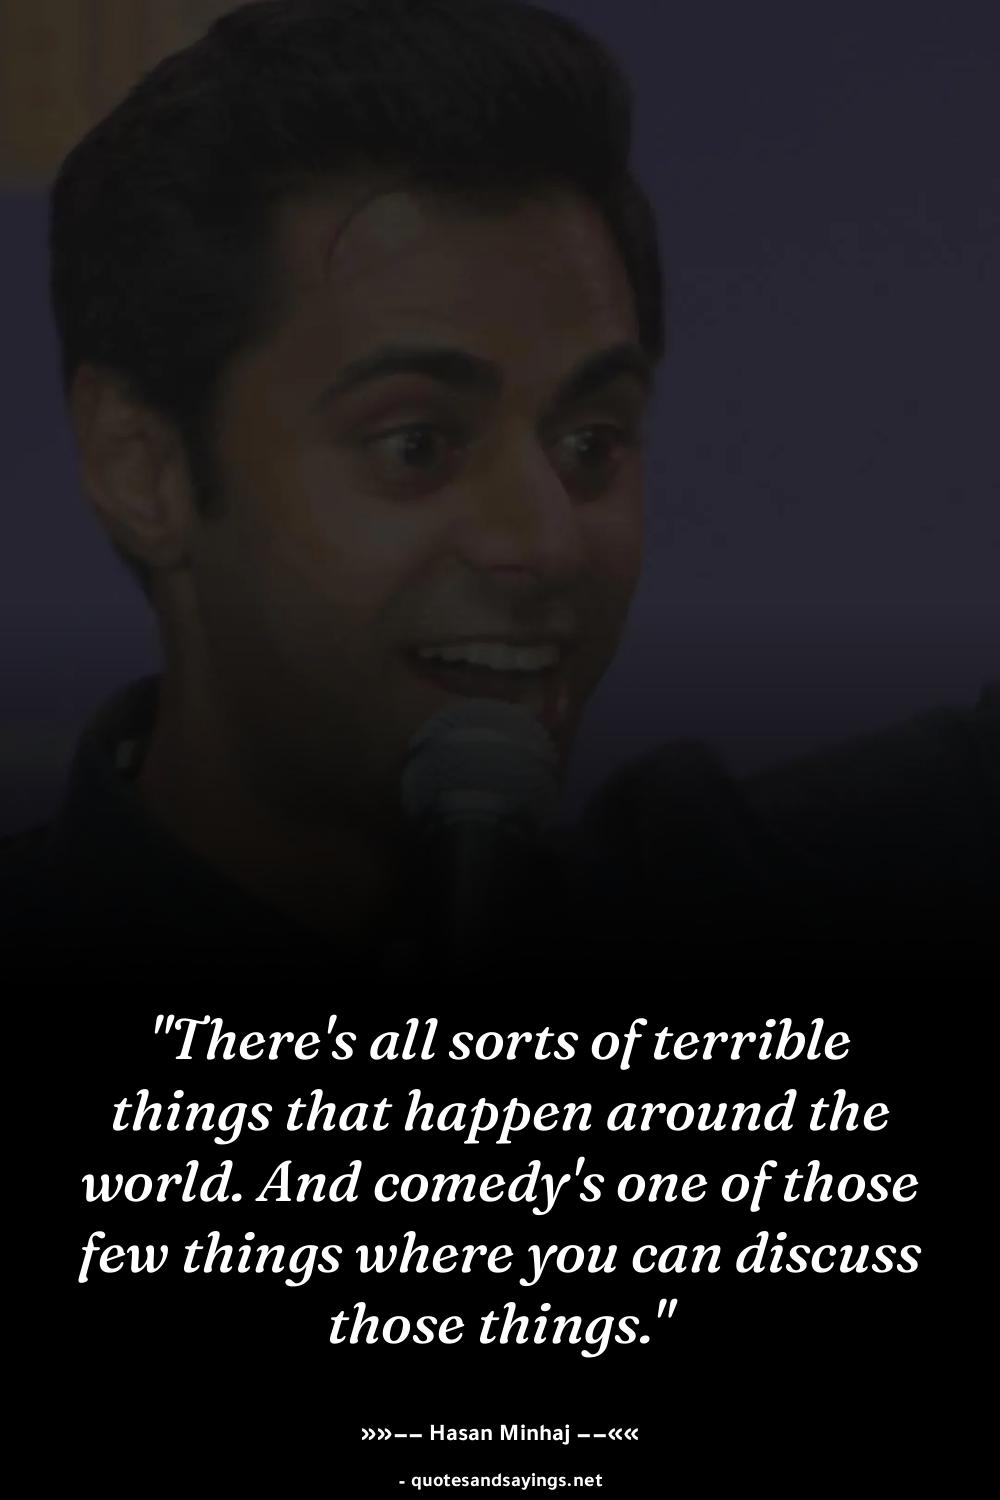 "There's all sorts of terrible
things that happen around the
world. And comedy's one of those
few things where you can discuss
those things."
»»−− Hasan Minhaj −−««
- quotesandsayings.net